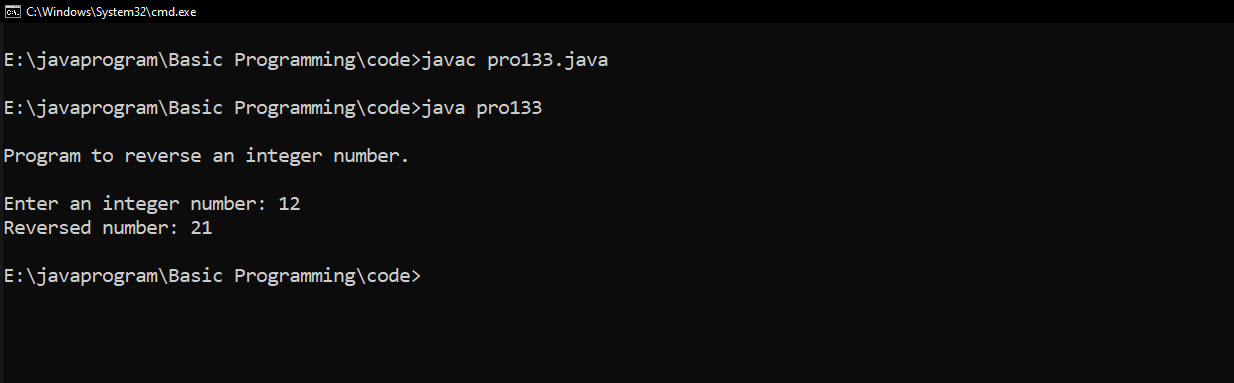 C:\Windows\System32\cmd.exe
E:\javaprogram\Basic Programming\code>javac pro133.java
E:\javaprogram\Basic Programming\code>java pro133
Program to reverse an integer number.
Enter an integer number: 12
Reversed number: 21
E:\javaprogram\Basic Programming\code>